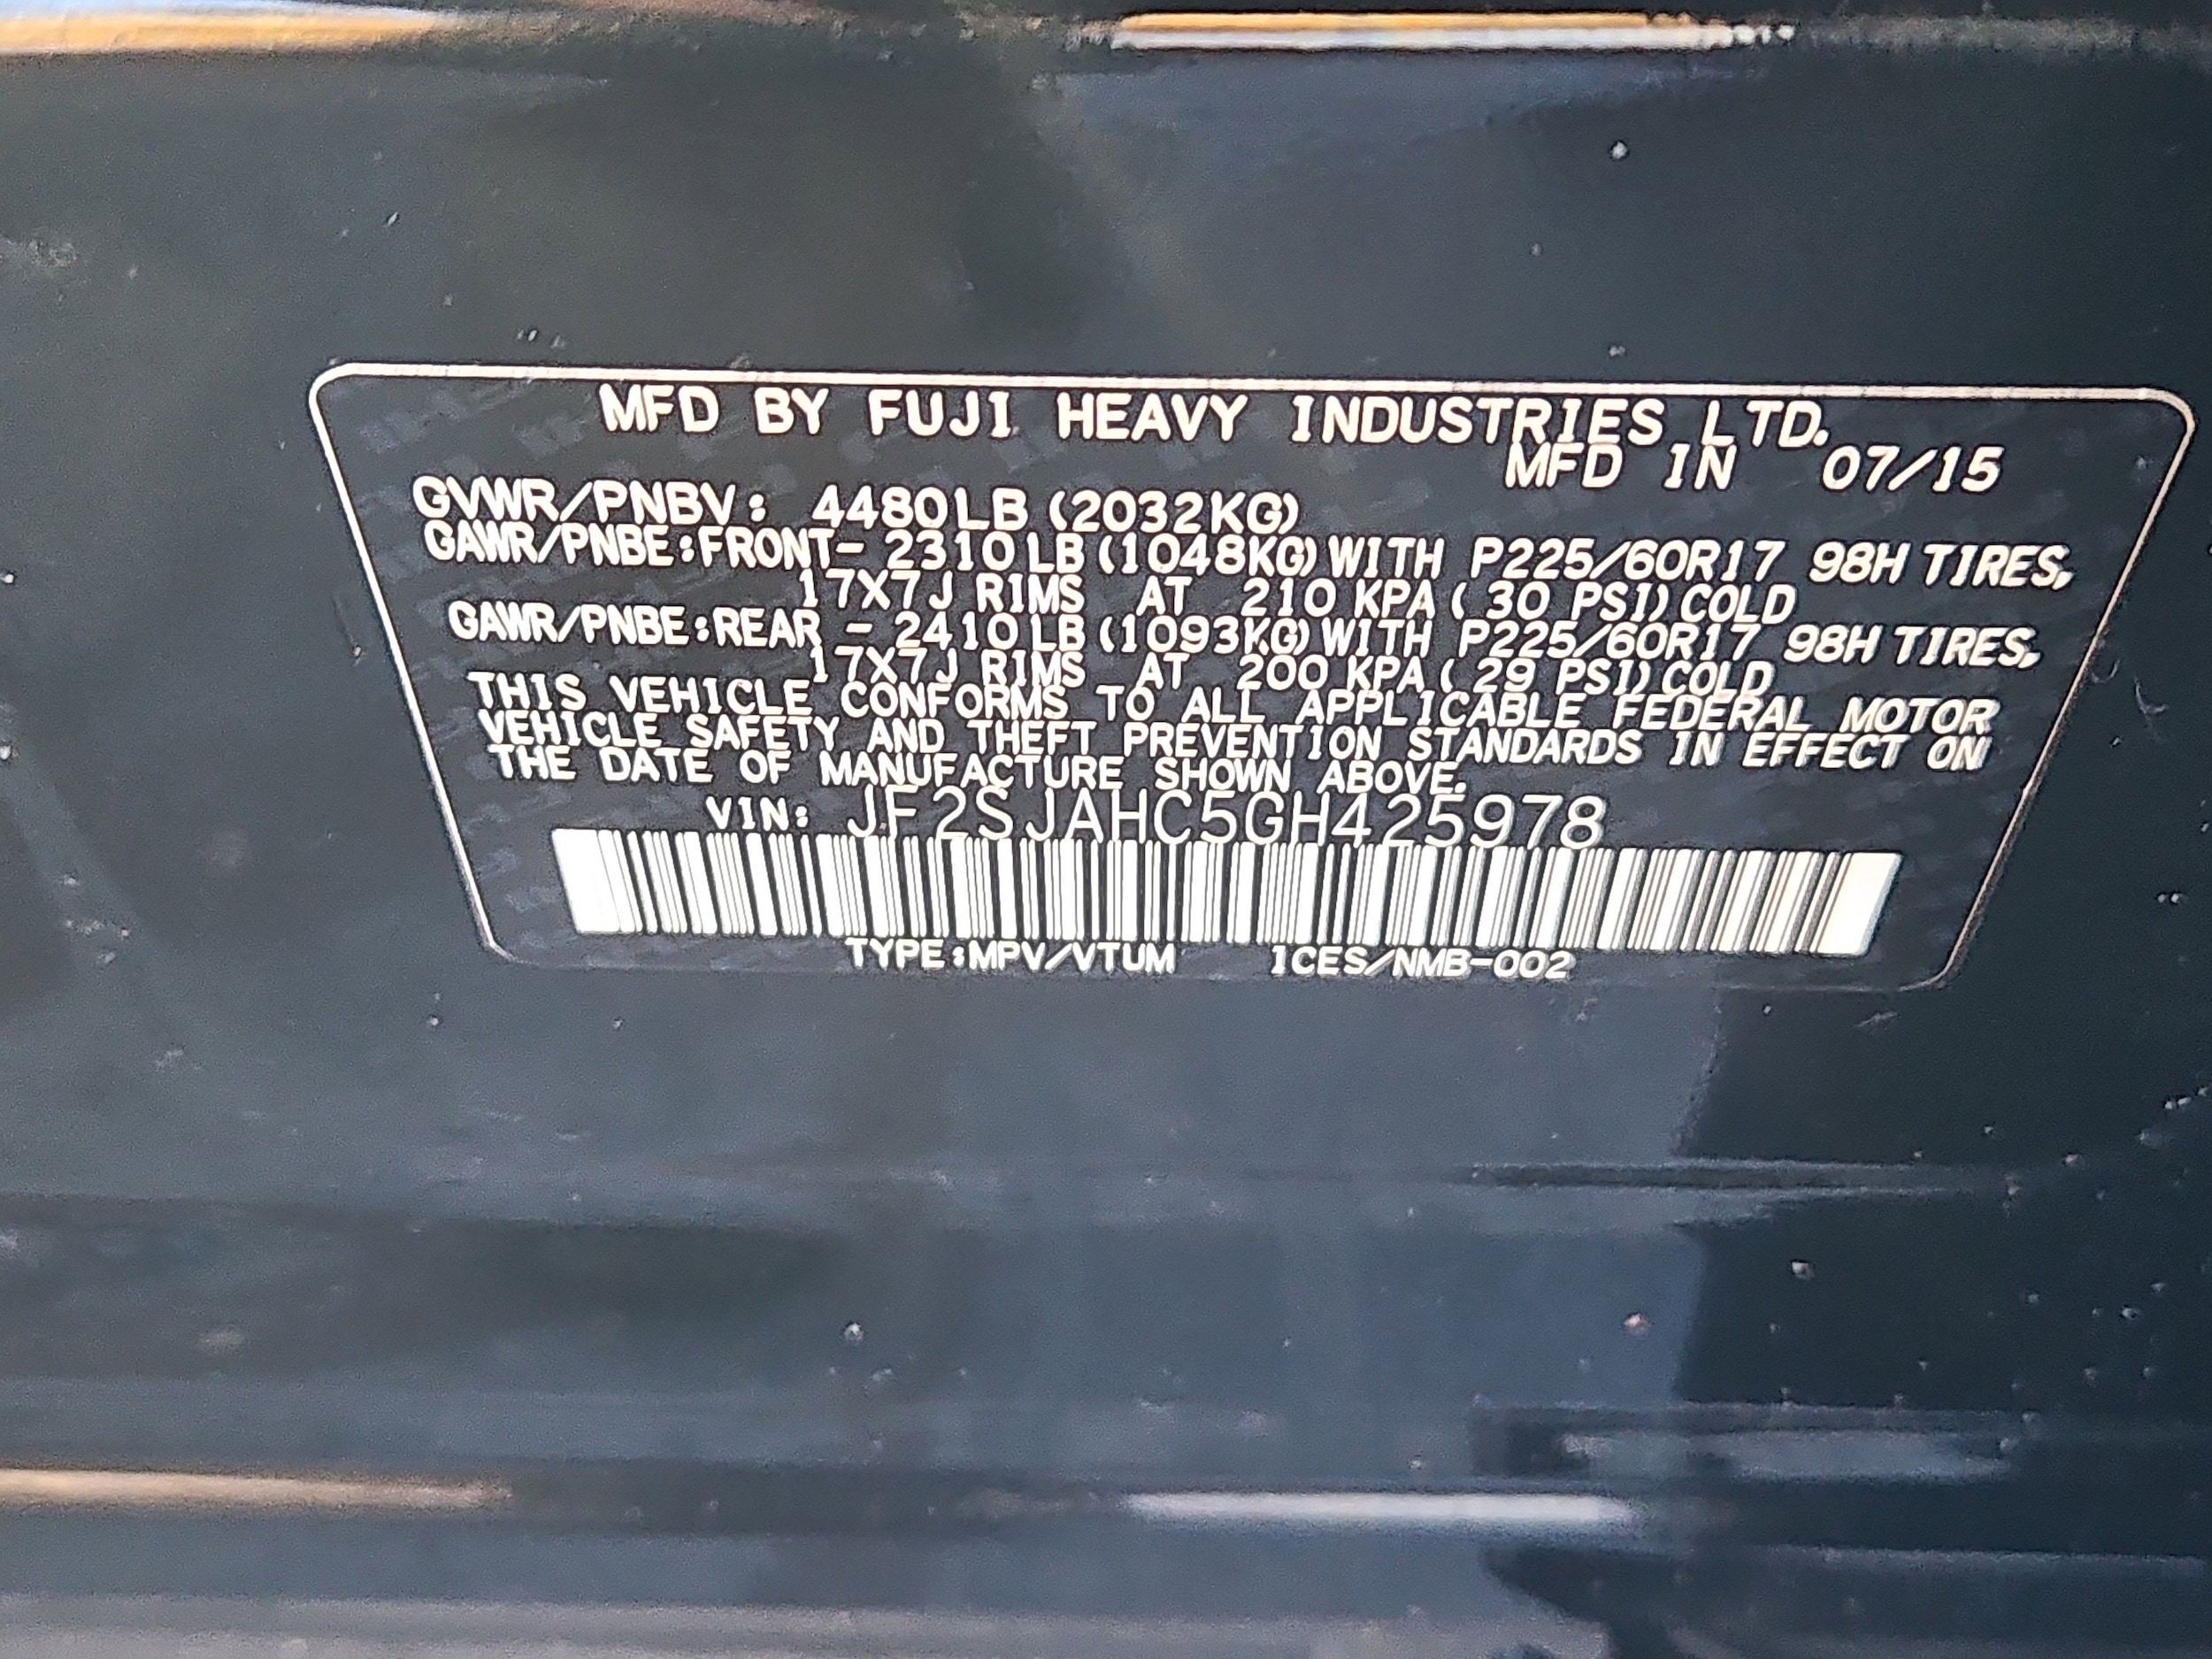 MFD BY FUJI HEAVY INDUSTRIES LTD.
MFD IN 07/15
GVWR/PNBV: 4480LB (2032KG)
GAWR/PNBE:FRONT- 2310LB (1048KG) WITH P225/60R17 98H TIRES,
17X7J RIMS AT 210 KPA ( 30 PSI) COLD
GAWR/PNBE:REAR - 2410LB (1093KG) WITH P225/60R17 98H TIRES,
17X7J RIMS AT 200 KPA ( 29 PSI) COLD
THIS VEHICLE CONFORMS TO ALL APPLICABLE FEDERAL MOTOR
VEHICLE SAFETY AND THEFT PREVENTION STANDARDS IN EFFECT ON
THE DATE OF MANUFACTURE SHOWN ABOVE.
VIN: JF2SJAHC5GH425978
TYPE:MPV/VTUM ICES/NMB-002